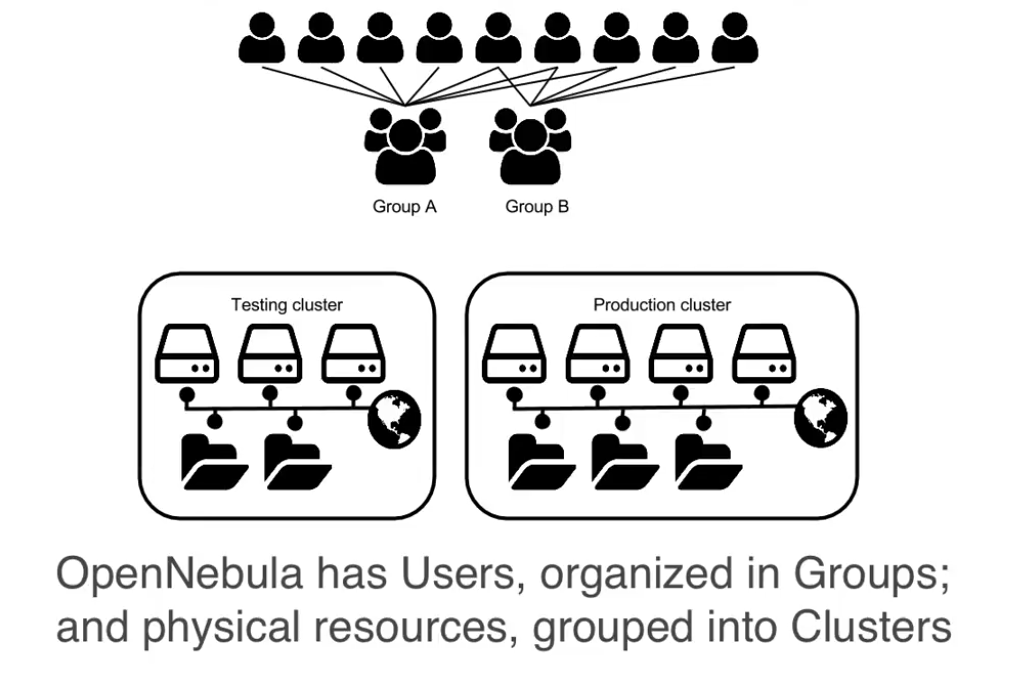 Group A
Group B
Testing cluster
Production cluster
OpenNebula has Users, organized in Groups;
and physical resources, grouped into Clusters